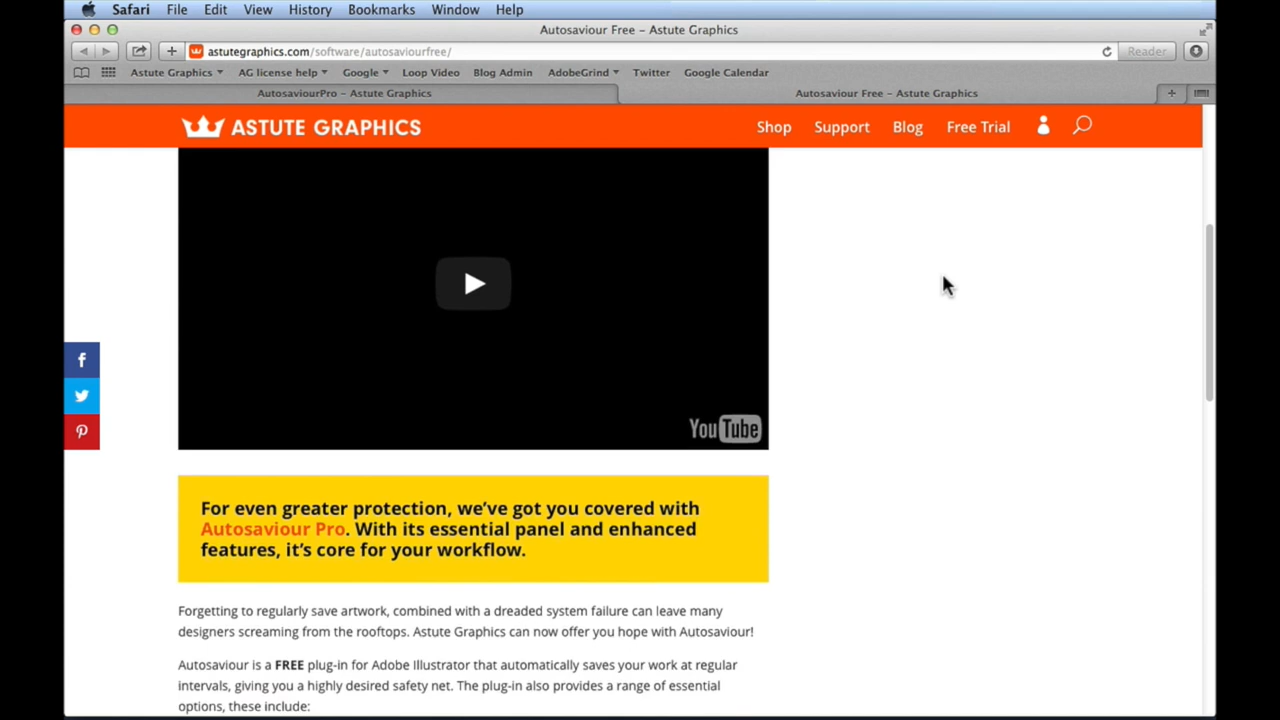 Safari File Edit View History Bookmarks Window Help
Autosaviour Free – Astute Graphics
astutegraphics.com/software/autosaviourfree/ Reader
Astute Graphics AG license help Google Loop Video Blog Admin AdobeGrind Twitter Google Calendar
AutosaviourPro – Astute Graphics Autosaviour Free – Astute Graphics
ASTUTE GRAPHICS Shop Support Blog Free Trial
YouTube
For even greater protection, we've got you covered with
Autosaviour Pro. With its essential panel and enhanced
features, it's core for your workflow.
Forgetting to regularly save artwork, combined with a dreaded system failure can leave many
designers screaming from the rooftops. Astute Graphics can now offer you hope with Autosaviour!
Autosaviour is a FREE plug-in for Adobe Illustrator that automatically saves your work at regular
intervals, giving you a highly desired safety net. The plug-in also provides a range of essential
options, these include: